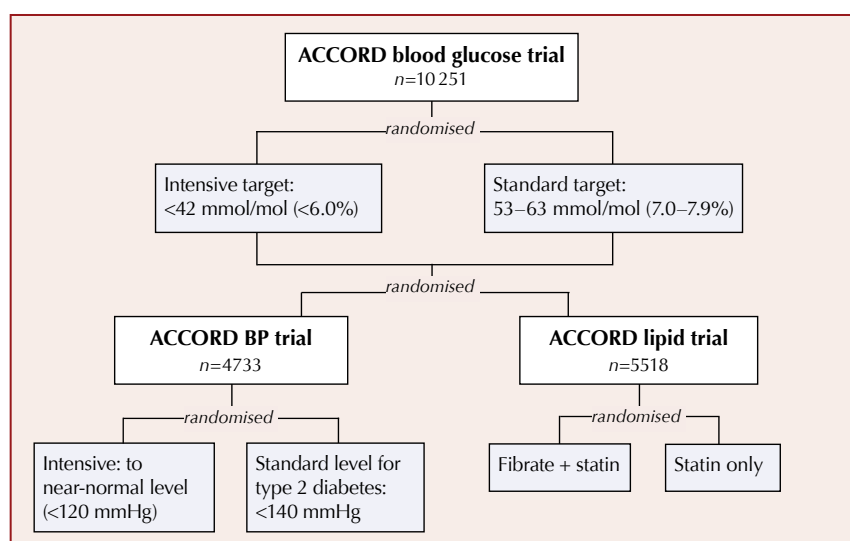 ACCORD blood glucose trial
n=10 251
randomised
Intensive target:
<42 mmol/mol (<6.0%)
Standard target:
53–63 mmol/mol (7.0–7.9%)
randomised
ACCORD BP trial
n=4733
ACCORD lipid trial
n=5518
randomised
randomised
Intensive: to
near-normal level
(<120 mmHg)
Standard level for
type 2 diabetes:
<140 mmHg
Fibrate + statin
Statin only